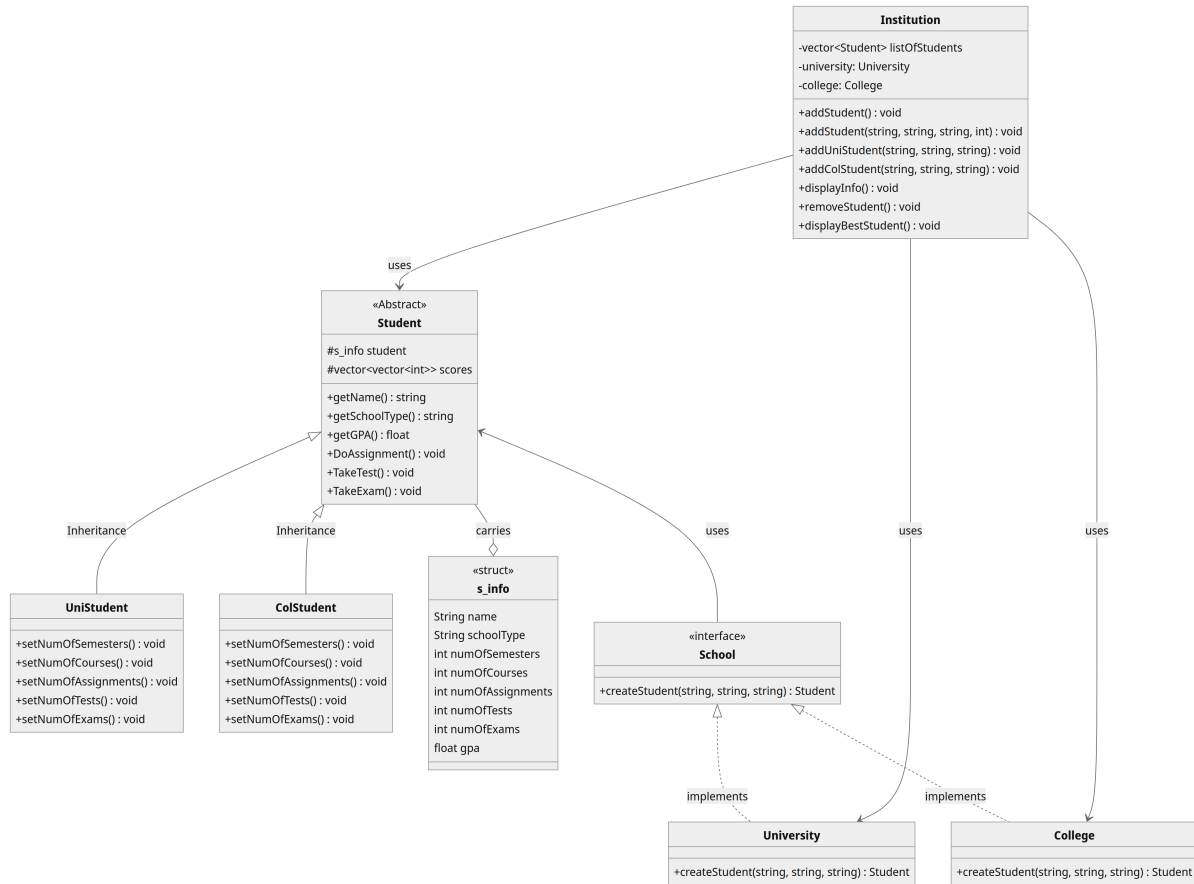 Institution
-vector<Student> listOfStudents
-university: University
-college: College
+addStudent() : void
+addStudent(string, string, string, int) : void
+addUniStudent(string, string, string) : void
+addColStudent(string, string, string) : void
+displayInfo() : void
+removeStudent() : void
+displayBestStudent() : void
uses
«Abstract»
Student
#s_info student
#vector<vector<int>> scores
+getName() : string
+getSchoolType() : string
+getGPA() : float
+DoAssignment() : void
+TakeTest() : void
+TakeExam() : void
Inheritance
Inheritance
carries
uses
uses
uses
UniStudent
+setNumOfSemesters() : void
+setNumOfCourses() : void
+setNumOfAssignments() : void
+setNumOfTests() : void
+setNumOfExams() : void
ColStudent
+setNumOfSemesters() : void
+setNumOfCourses() : void
+setNumOfAssignments() : void
+setNumOfTests() : void
+setNumOfExams() : void
«struct»
s_info
String name
String schoolType
int numOfSemesters
int numOfCourses
int numOfAssignments
int numOfTests
int numOfExams
float gpa
«interface»
School
+createStudent(string, string, string) : Student
implements
implements
University
+createStudent(string, string, string) : Student
College
+createStudent(string, string, string) : Student